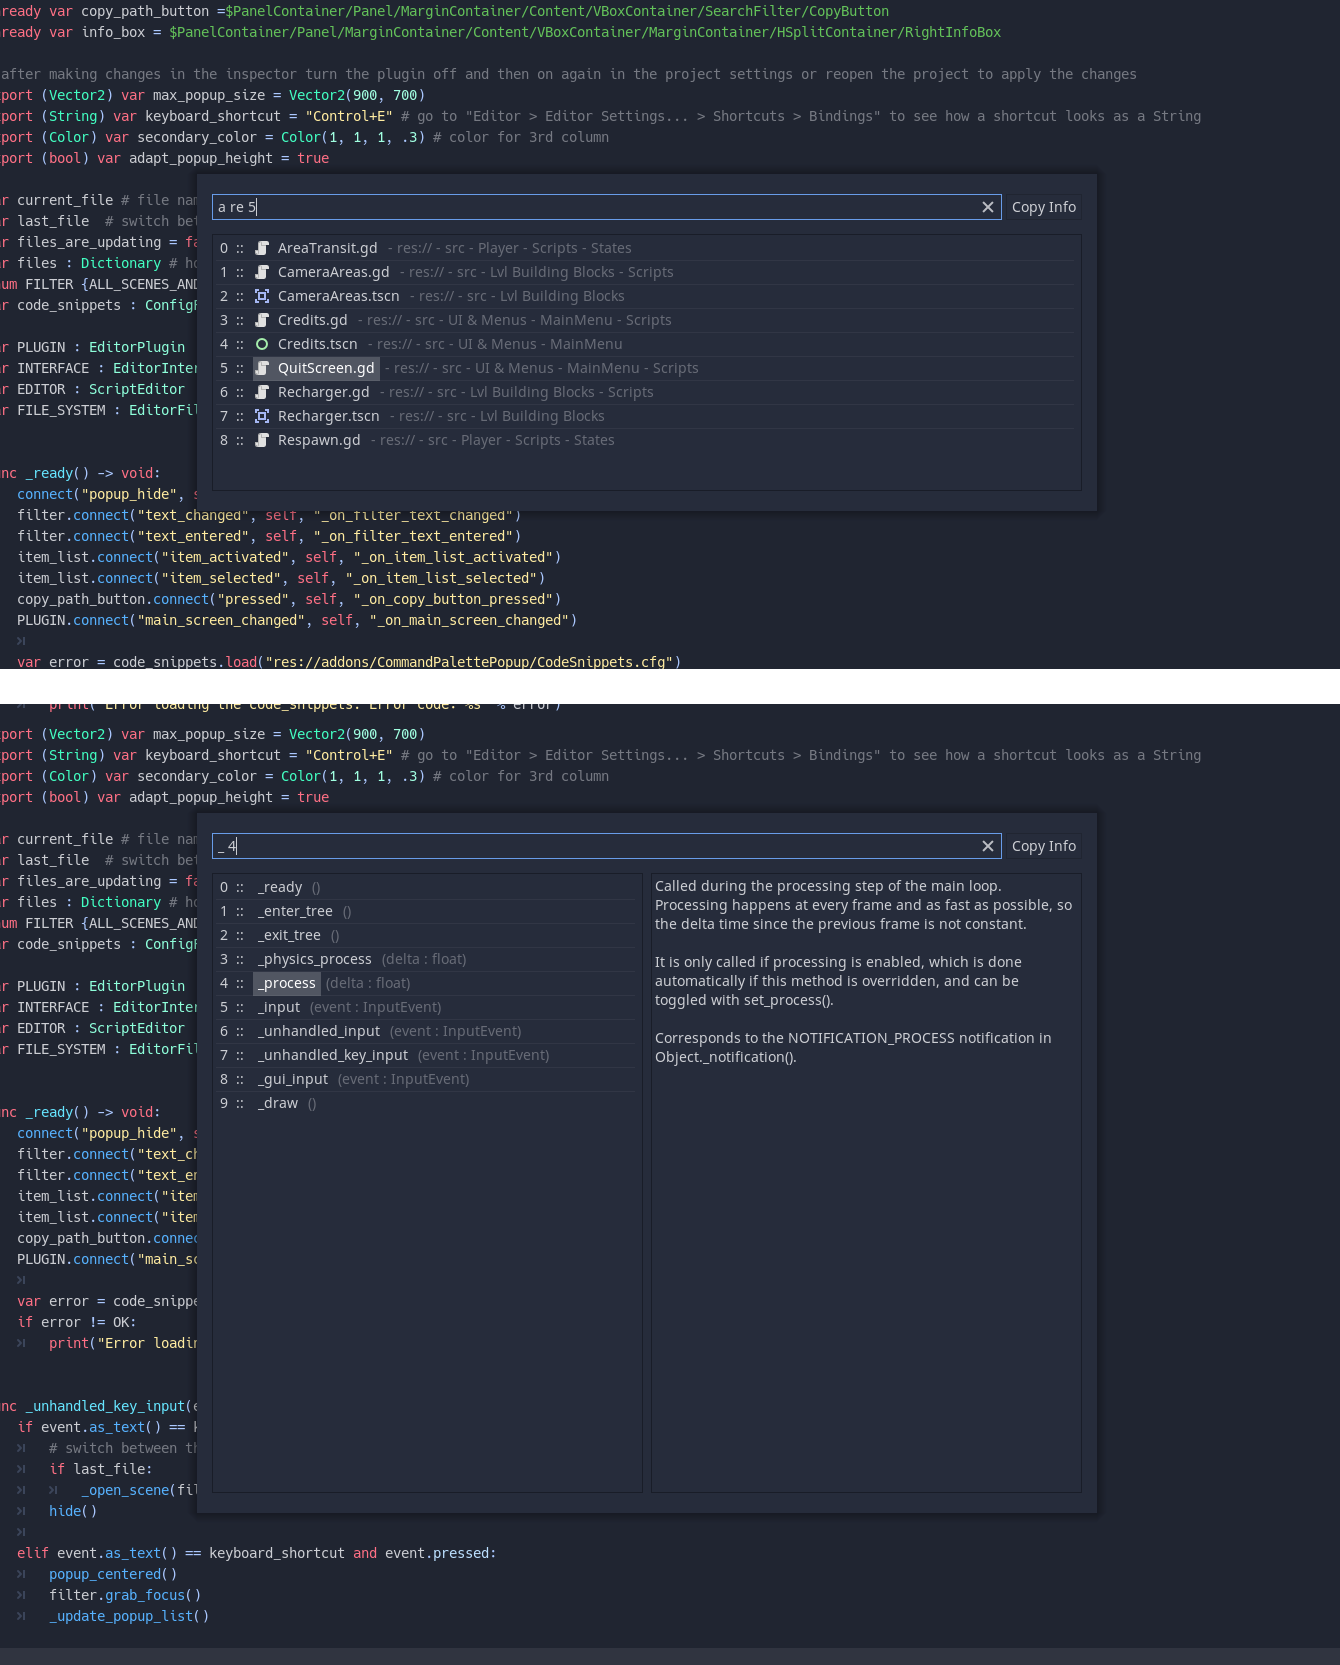 ready var copy_path_button =$PanelContainer/Panel/MarginContainer/Content/VBoxContainer/SearchFilter/CopyButton
ready var info_box = $PanelContainer/Panel/MarginContainer/Content/VBoxContainer/MarginContainer/HSplitContainer/RightInfoBox
after making changes in the inspector turn the plugin off and then on again in the project settings or reopen the project to apply the changes
port (Vector2) var max_popup_size = Vector2(900, 700)
port (String) var keyboard_shortcut = "Control+E" # go to "Editor > Editor Settings... > Shortcuts > Bindings" to see how a shortcut looks as a String
port (Color) var secondary_color = Color(1, 1, 1, .3) # color for 3rd column
port (bool) var adapt_popup_height = true
r current_file # file nam
r last_file  # switch bet
r files_are_updating = fa
r files : Dictionary # ho
um FILTER {ALL_SCENES_AND
r code_snippets : ConfigF
r PLUGIN : EditorPlugin
r INTERFACE : EditorInter
r EDITOR : ScriptEditor
r FILE_SYSTEM : EditorFil
a re 5
Copy Info
0 :: AreaTransit.gd - res:// - src - Player - Scripts - States
1 :: CameraAreas.gd - res:// - src - Lvl Building Blocks - Scripts
2 :: CameraAreas.tscn - res:// - src - Lvl Building Blocks
3 :: Credits.gd - res:// - src - UI & Menus - MainMenu - Scripts
4 :: Credits.tscn - res:// - src - UI & Menus - MainMenu
5 :: QuitScreen.gd - res:// - src - UI & Menus - MainMenu - Scripts
6 :: Recharger.gd - res:// - src - Lvl Building Blocks - Scripts
7 :: Recharger.tscn - res:// - src - Lvl Building Blocks
8 :: Respawn.gd - res:// - src - Player - Scripts - States
nc _ready() -> void:
connect("popup_hide", s
filter.connect("text_changed", self, "_on_filter_text_changed")
filter.connect("text_entered", self, "_on_filter_text_entered")
item_list.connect("item_activated", self, "_on_item_list_activated")
item_list.connect("item_selected", self, "_on_item_list_selected")
copy_path_button.connect("pressed", self, "_on_copy_button_pressed")
PLUGIN.connect("main_screen_changed", self, "_on_main_screen_changed")
var error = code_snippets.load("res://addons/CommandPalettePopup/CodeSnippets.cfg")
print("Error loading the code_snippets. Error code: %s" % error)
port (Vector2) var max_popup_size = Vector2(900, 700)
port (String) var keyboard_shortcut = "Control+E" # go to "Editor > Editor Settings... > Shortcuts > Bindings" to see how a shortcut looks as a String
port (Color) var secondary_color = Color(1, 1, 1, .3) # color for 3rd column
port (bool) var adapt_popup_height = true
r current_file # file nam
r last_file  # switch bet
r files_are_updating = fa
r files : Dictionary # ho
um FILTER {ALL_SCENES_AND
r code_snippets : ConfigF
r PLUGIN : EditorPlugin
r INTERFACE : EditorInter
r EDITOR : ScriptEditor
r FILE_SYSTEM : EditorFil
nc _ready() -> void:
connect("popup_hide", s
filter.connect("text_ch
filter.connect("text_en
item_list.connect("item
item_list.connect("item
copy_path_button.connec
PLUGIN.connect("main_sc
var error = code_snippe
if error != OK:
print("Error loadin
nc _unhandled_key_input(e
if event.as_text() == k
# switch between th
if last_file:
_open_scene(fil
hide()
_ 4
Copy Info
0 :: _ready ()
1 :: _enter_tree ()
2 :: _exit_tree ()
3 :: _physics_process (delta : float)
4 :: _process (delta : float)
5 :: _input (event : InputEvent)
6 :: _unhandled_input (event : InputEvent)
7 :: _unhandled_key_input (event : InputEvent)
8 :: _gui_input (event : InputEvent)
9 :: _draw ()
Called during the processing step of the main loop.
Processing happens at every frame and as fast as possible, so
the delta time since the previous frame is not constant.
It is only called if processing is enabled, which is done
automatically if this method is overridden, and can be
toggled with set_process().
Corresponds to the NOTIFICATION_PROCESS notification in
Object._notification().
elif event.as_text() == keyboard_shortcut and event.pressed:
popup_centered()
filter.grab_focus()
_update_popup_list()